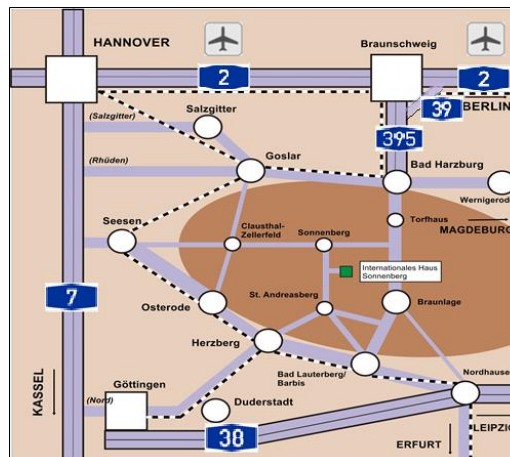 HANNOVER
Braunschweig
2
2
39
BERLIN
Salzgitter
(Salzgitter)
395
Goslar
(Rhüden)
Bad Harzburg
Wernigerod
Torfhaus
MAGDEBURG
Seesen
Clausthal-
Zellerfeld
Sonnenberg
Internationales Haus
Sonnenberg
7
Osterode
St. Andreasberg
Braunlage
Herzberg
Bad Lauterberg/
Barbis
Nordhause
KASSEL
Göttingen
(Nord)
Duderstadt
38
LEIPZIG
ERFURT